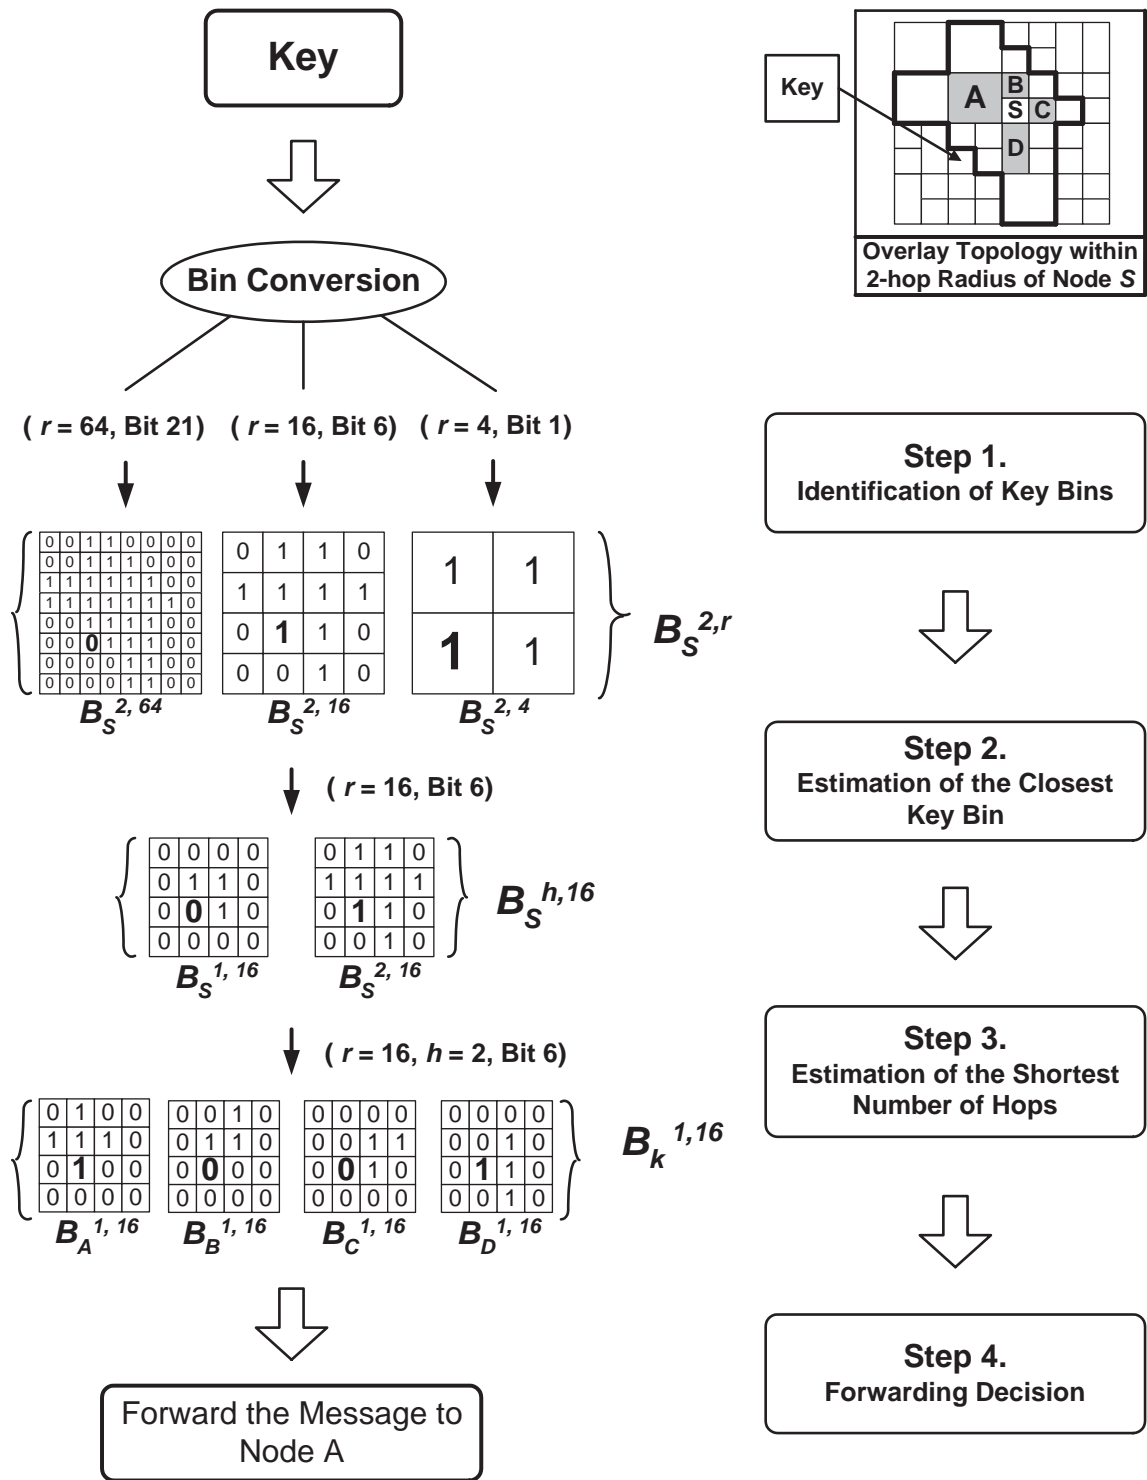 Key
Key
A
B
S
C
D
Overlay Topology within
2-hop Radius of Node S
Bin Conversion
( r = 64, Bit 21) ( r = 16, Bit 6) ( r = 4, Bit 1)
0 0 1 1 0 0 0 0
0 0 1 1 1 0 0 0
1 1 1 1 1 1 0 0
1 1 1 1 1 1 1 0
0 0 1 1 1 1 0 0
0 0 0 1 1 1 0 0
0 0 0 0 1 1 0 0
0 0 0 0 1 1 0 0
B_S^{2, 64}
0 1 1 0
1 1 1 1
0 1 1 0
0 0 1 0
B_S^{2, 16}
1 1
1 1
B_S^{2, 4}
B_S^{2,r}
Step 1.
Identification of Key Bins
( r = 16, Bit 6)
0 0 0 0
0 1 1 0
0 0 1 0
0 0 0 0
B_S^{1, 16}
0 1 1 0
1 1 1 1
0 1 1 0
0 0 1 0
B_S^{2, 16}
B_S^{h,16}
Step 2.
Estimation of the Closest
Key Bin
( r = 16, h = 2, Bit 6)
0 1 0 0
1 1 1 0
0 1 0 0
0 0 0 0
B_A^{1, 16}
0 0 1 0
0 1 1 0
0 0 0 0
0 0 0 0
B_B^{1, 16}
0 0 0 0
0 0 1 1
0 0 1 0
0 0 0 0
B_C^{1, 16}
0 0 0 0
0 0 1 0
0 1 1 0
0 0 1 0
B_D^{1, 16}
B_k^{1,16}
Step 3.
Estimation of the Shortest
Number of Hops
Forward the Message to
Node A
Step 4.
Forwarding Decision